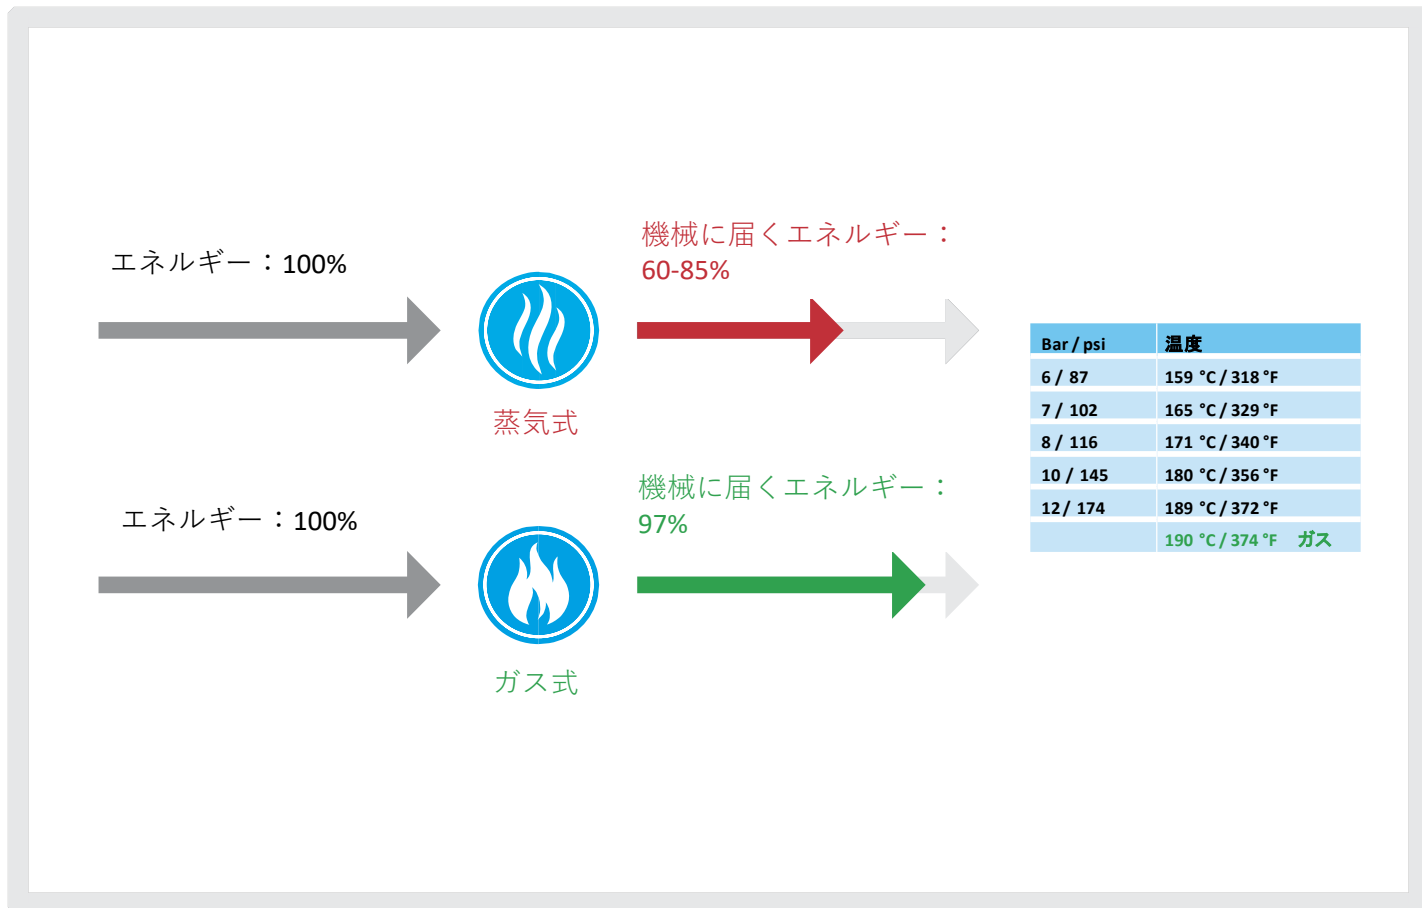 エネルギー：100%
機械に届くエネルギー：
60-85%
蒸気式
エネルギー：100%
機械に届くエネルギー：
97%
ガス式
Bar / psi 温度
6 / 87 159 °C / 318 °F
7 / 102 165 °C / 329 °F
8 / 116 171 °C / 340 °F
10 / 145 180 °C / 356 °F
12 / 174 189 °C / 372 °F
190 °C / 374 °F ガス